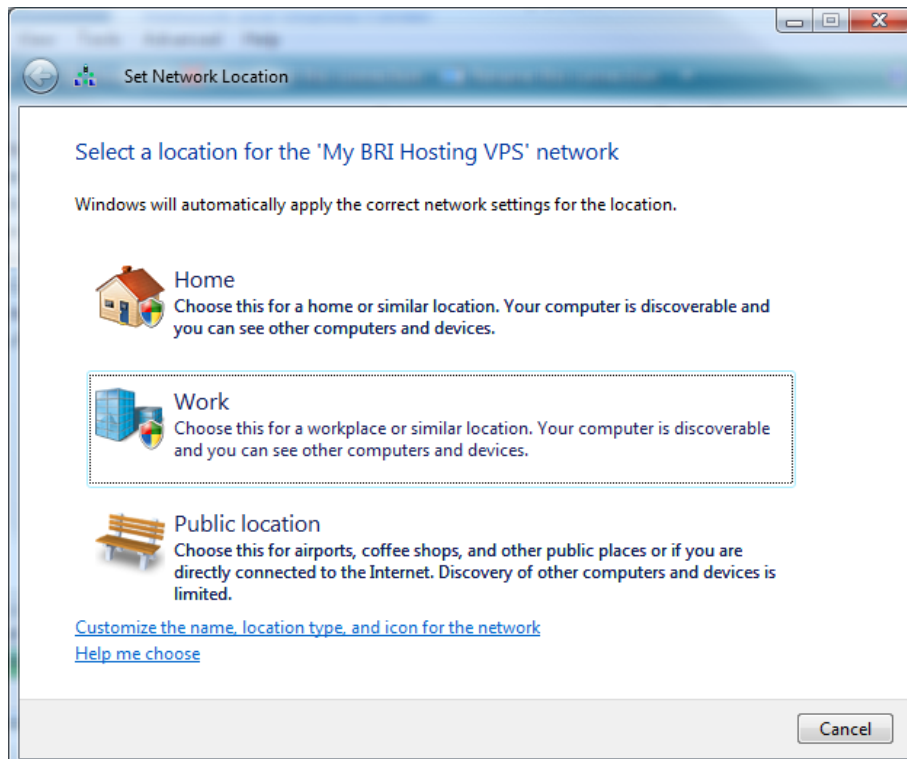 View Tools Advanced Help
Set Network Location
Select a location for the 'My BRI Hosting VPS' network
Windows will automatically apply the correct network settings for the location.
Home
Choose this for a home or similar location. Your computer is discoverable and
you can see other computers and devices.
Work
Choose this for a workplace or similar location. Your computer is discoverable
and you can see other computers and devices.
Public location
Choose this for airports, coffee shops, and other public places or if you are
directly connected to the Internet. Discovery of other computers and devices is
limited.
Customize the name, location type, and icon for the network
Help me choose
Cancel